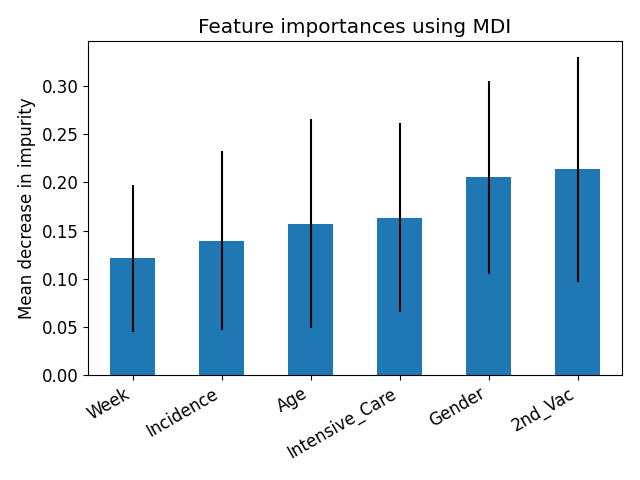 Feature importances using MDI
Mean decrease in impurity
0.30
0.25
0.20
0.15
0.10
0.05
0.00
Week
Incidence
Age
Intensive_Care
Gender
2nd_Vac